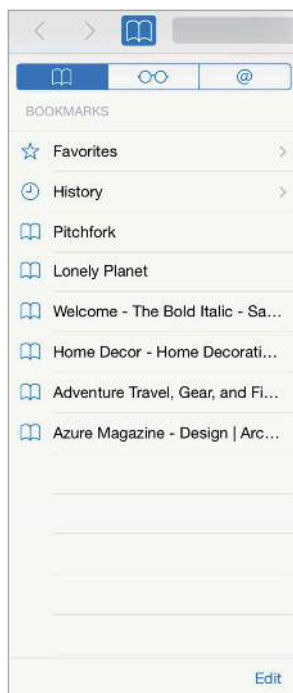 @
BOOKMARKS
Favorites
History
Pitchfork
Lonely Planet
Welcome - The Bold Italic - Sa...
Home Decor - Home Decorati...
Adventure Travel, Gear, and Fi...
Azure Magazine - Design | Arc...
Edit